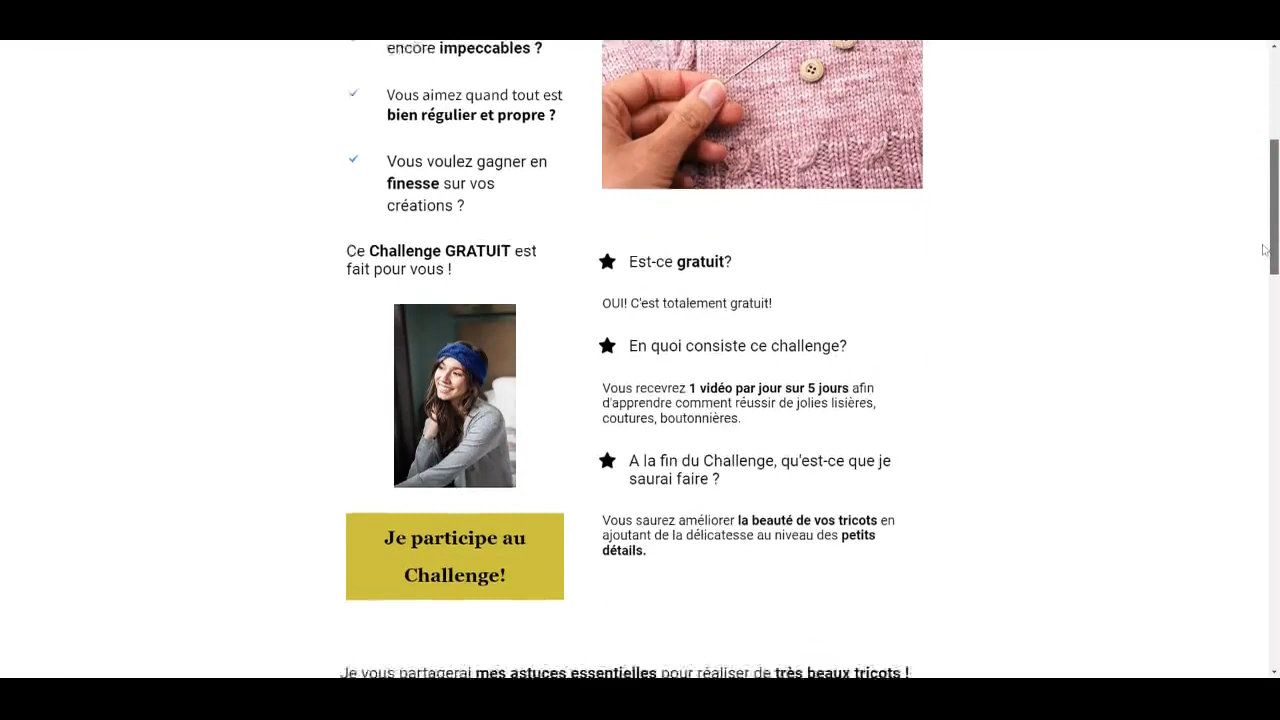 encore impeccables ?
Vous aimez quand tout est
bien régulier et propre ?
Vous voulez gagner en
finesse sur vos
créations ?
Ce Challenge GRATUIT est
fait pour vous !
Je participe au
Challenge!
Est-ce gratuit?
OUI! C'est totalement gratuit!
En quoi consiste ce challenge?
Vous recevrez 1 vidéo par jour sur 5 jours afin
d'apprendre comment réussir de jolies lisières,
coutures, boutonnières.
A la fin du Challenge, qu'est-ce que je
saurai faire ?
Vous saurez améliorer la beauté de vos tricots en
ajoutant de la délicatesse au niveau des petits
détails.
Je vous partagerai mes astuces essentielles pour réaliser de très beaux tricots !